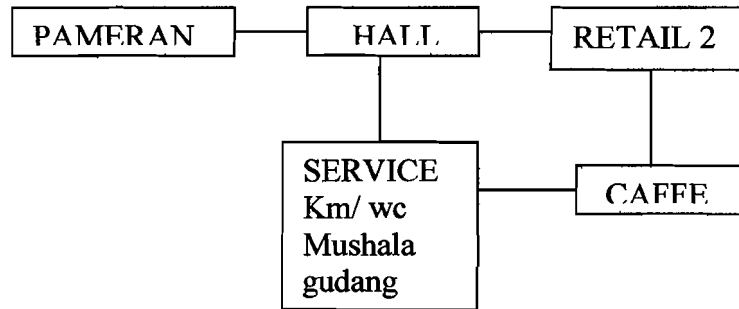 PAMERAN
HALL
RETAIL 2
SERVICE
Km/ wc
Mushala
gudang
CAFFE